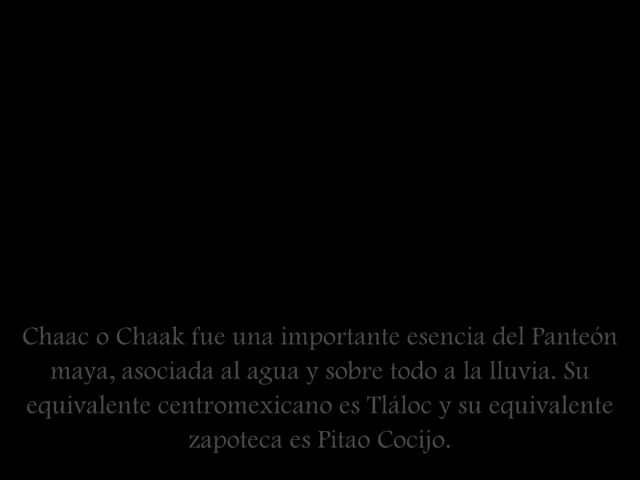 Chaac o Chaak fue una importante esencia del Panteón
maya, asociada al agua y sobre todo a la lluvia. Su
equivalente centromexicano es Tláloc y su equivalente
zapoteca es Pitao Cocijo.